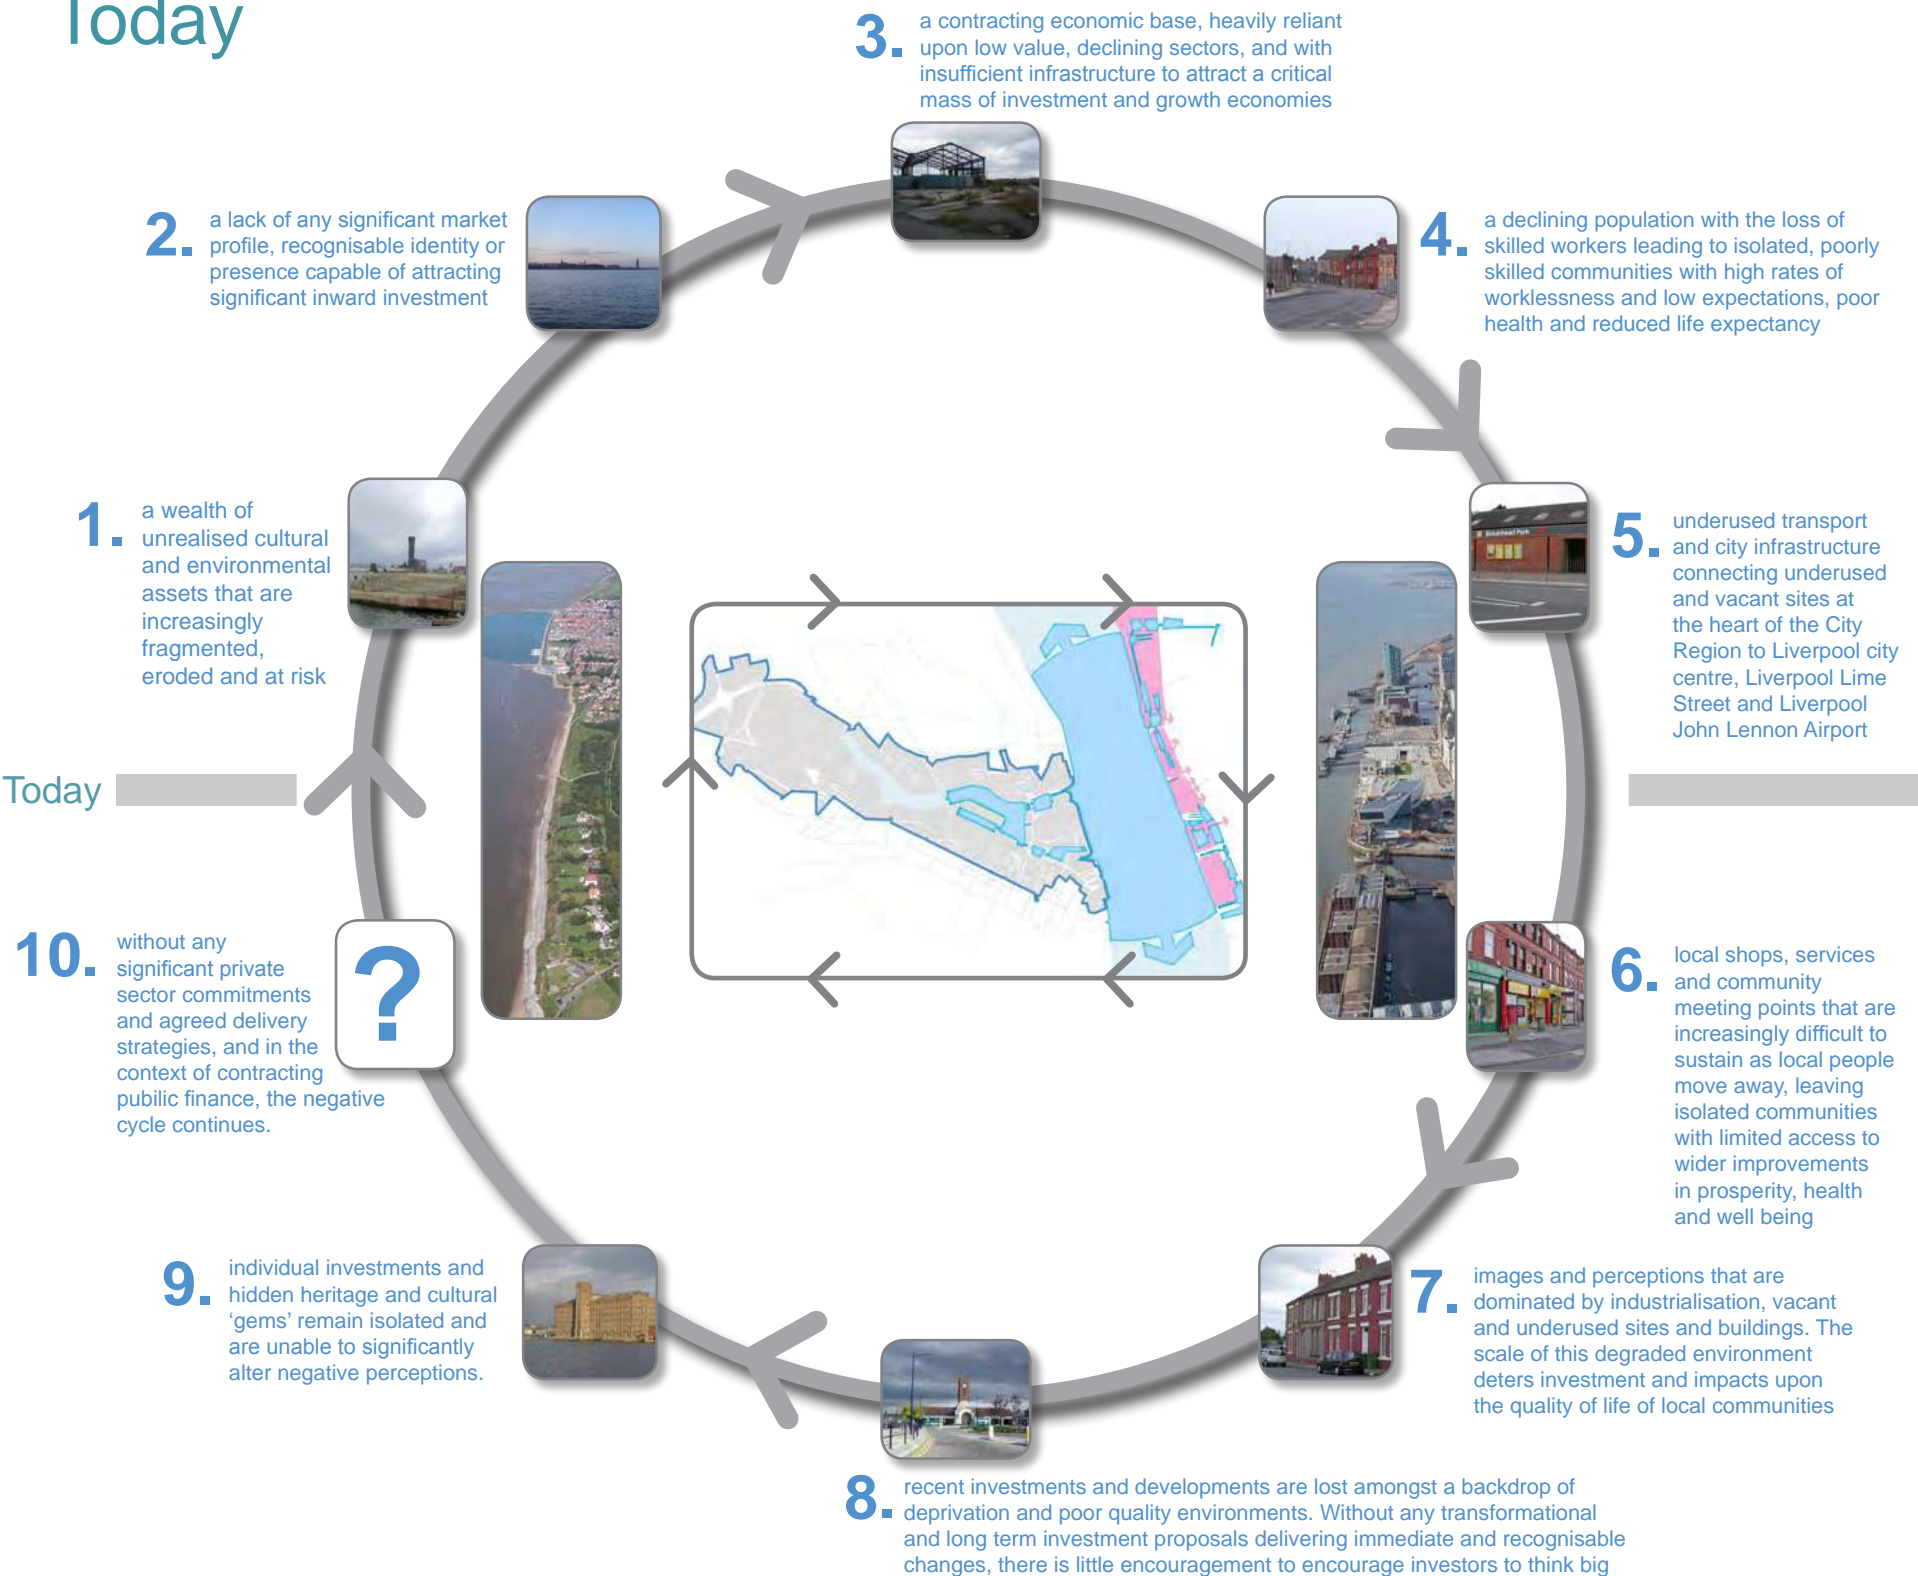 Today
3.
a contracting economic base, heavily reliant
upon low value, declining sectors, and with
insufficient infrastructure to attract a critical
mass of investment and growth economies
2.
a lack of any significant market
profile, recognisable identity or
presence capable of attracting
significant inward investment
4.
a declining population with the loss of
skilled workers leading to isolated, poorly
skilled communities with high rates of
worklessness and low expectations, poor
health and reduced life expectancy
1.
a wealth of
unrealised cultural
and environmental
assets that are
increasingly
fragmented,
eroded and at risk
Birkenhead Park
5.
underused transport
and city infrastructure
connecting underused
and vacant sites at
the heart of the City
Region to Liverpool city
centre, Liverpool Lime
Street and Liverpool
John Lennon Airport
Today
10.
without any
significant private
sector commitments
and agreed delivery
strategies, and in the
context of contracting
pubilic finance, the negative
cycle continues.
?
6.
local shops, services
and community
meeting points that are
increasingly difficult to
sustain as local people
move away, leaving
isolated communities
with limited access to
wider improvements
in prosperity, health
and well being
9.
individual investments and
hidden heritage and cultural
‘gems’ remain isolated and
are unable to significantly
alter negative perceptions.
7.
images and perceptions that are
dominated by industrialisation, vacant
and underused sites and buildings. The
scale of this degraded environment
deters investment and impacts upon
the quality of life of local communities
8.
recent investments and developments are lost amongst a backdrop of
deprivation and poor quality environments. Without any transformational
and long term investment proposals delivering immediate and recognisable
changes, there is little encouragement to encourage investors to think big